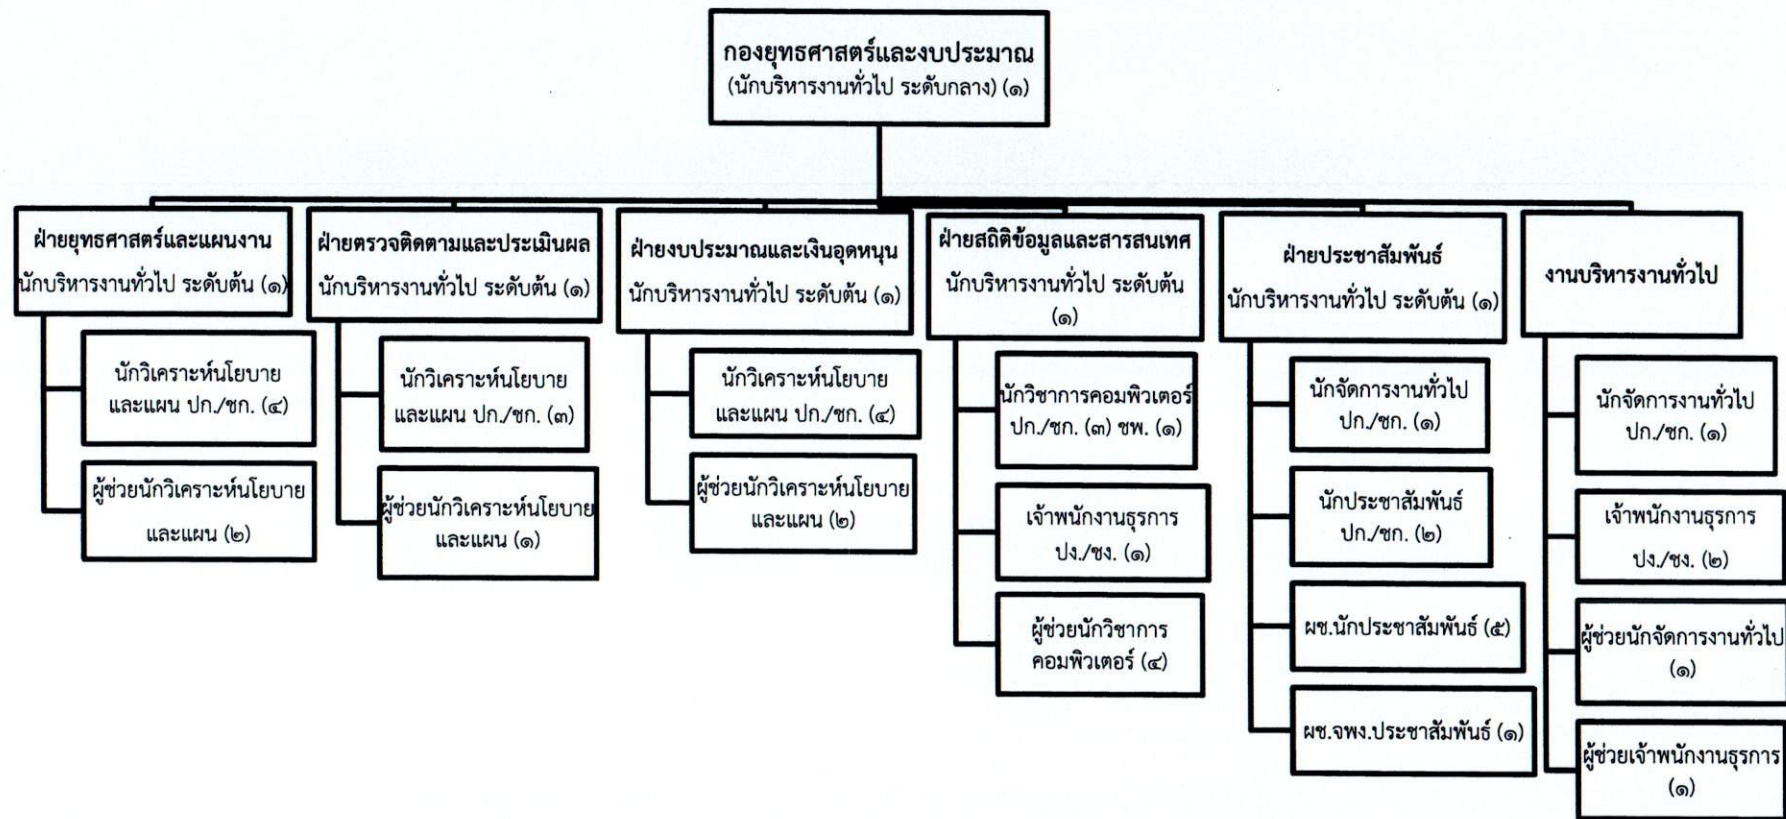 กองยุทธศาสตร์และงบประมาณ
(นักบริหารงานทั่วไป ระดับกลาง) (๑)
ฝ่ายยุทธศาสตร์และแผนงาน
นักบริหารงานทั่วไป ระดับต้น (๑)
นักวิเคราะห์นโยบาย
และแผน ปก./ชก. (๔)
ผู้ช่วยนักวิเคราะห์นโยบาย
และแผน (๒)
ฝ่ายตรวจติดตามและประเมินผล
นักบริหารงานทั่วไป ระดับต้น (๑)
นักวิเคราะห์นโยบาย
และแผน ปก./ชก. (๓)
ผู้ช่วยนักวิเคราะห์นโยบาย
และแผน (๑)
ฝ่ายงบประมาณและเงินอุดหนุน
นักบริหารงานทั่วไป ระดับต้น (๑)
นักวิเคราะห์นโยบาย
และแผน ปก./ชก. (๔)
ผู้ช่วยนักวิเคราะห์นโยบาย
และแผน (๒)
ฝ่ายสถิติข้อมูลและสารสนเทศ
นักบริหารงานทั่วไป ระดับต้น
(๑)
นักวิชาการคอมพิวเตอร์
ปก./ชก. (๓) ชพ. (๑)
เจ้าพนักงานธุรการ
ปง./ชง. (๑)
ผู้ช่วยนักวิชาการ
คอมพิวเตอร์ (๔)
ฝ่ายประชาสัมพันธ์
นักบริหารงานทั่วไป ระดับต้น (๑)
นักจัดการงานทั่วไป
ปก./ชก. (๑)
นักประชาสัมพันธ์
ปก./ชก. (๒)
ผช.นักประชาสัมพันธ์ (๕)
ผช.จพง.ประชาสัมพันธ์ (๑)
งานบริหารงานทั่วไป
นักจัดการงานทั่วไป
ปก./ชก. (๑)
เจ้าพนักงานธุรการ
ปง./ชง. (๒)
ผู้ช่วยนักจัดการงานทั่วไป
(๑)
ผู้ช่วยเจ้าพนักงานธุรการ
(๑)